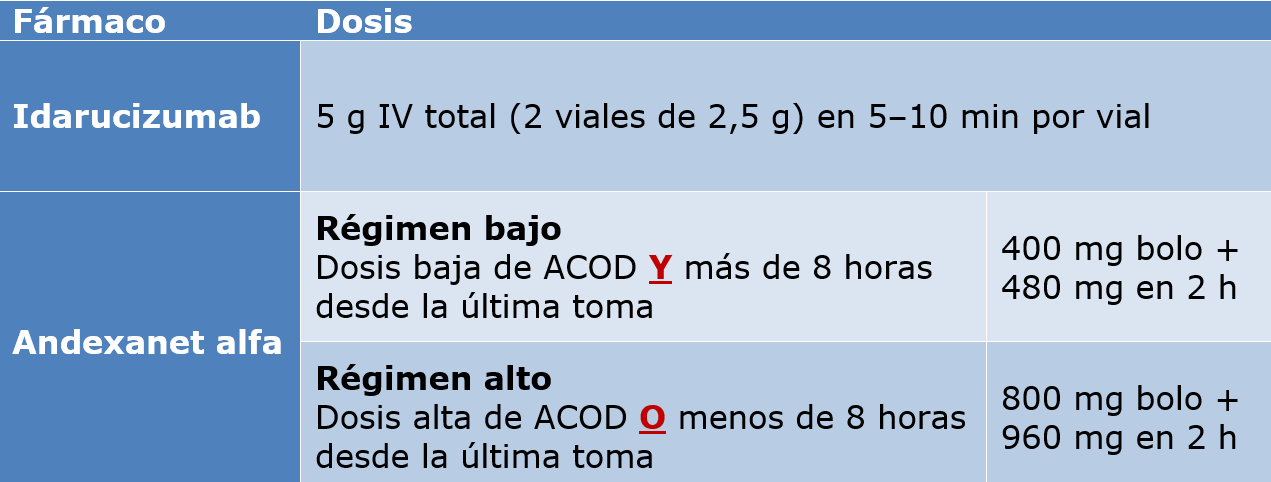 Fármaco
Dosis
Idarucizumab
5 g IV total (2 viales de 2,5 g) en 5–10 min por vial
Andexanet alfa
Régimen bajo
Dosis baja de ACOD Y más de 8 horas
desde la última toma
400 mg bolo +
480 mg en 2 h
Régimen alto
Dosis alta de ACOD O menos de 8 horas
desde la última toma
800 mg bolo +
960 mg en 2 h